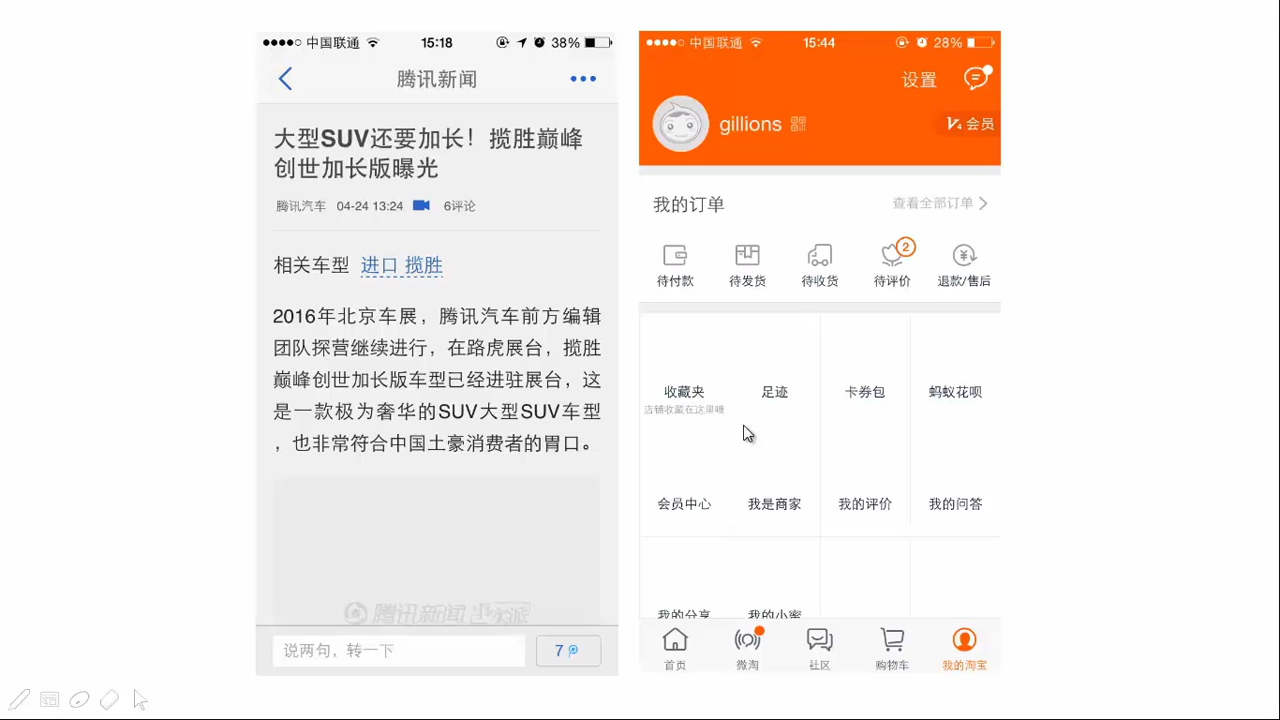 中国联通
15:18
38%
腾讯新闻
大型SUV还要加长！揽胜巅峰
创世加长版曝光
腾讯汽车 04-24 13:24 6评论
相关车型 进口 揽胜
2016年北京车展，腾讯汽车前方编辑
团队探营继续进行，在路虎展台，揽胜
巅峰创世加长版车型已经进驻展台，这
是一款极为奢华的SUV大型SUV车型
，也非常符合中国土豪消费者的胃口。
腾讯新闻
说两句，转一下
7
中国联通
15:44
28%
设置
gillions
V4 会员
我的订单
查看全部订单
2
待付款 待发货 待收货 待评价 退款/售后
收藏夹 足迹 卡券包 蚂蚁花呗
店铺收藏在这里哦
会员中心 我是商家 我的评价 我的问答
我的分享 我的小蜜
首页 微淘 社区 购物车 我的淘宝